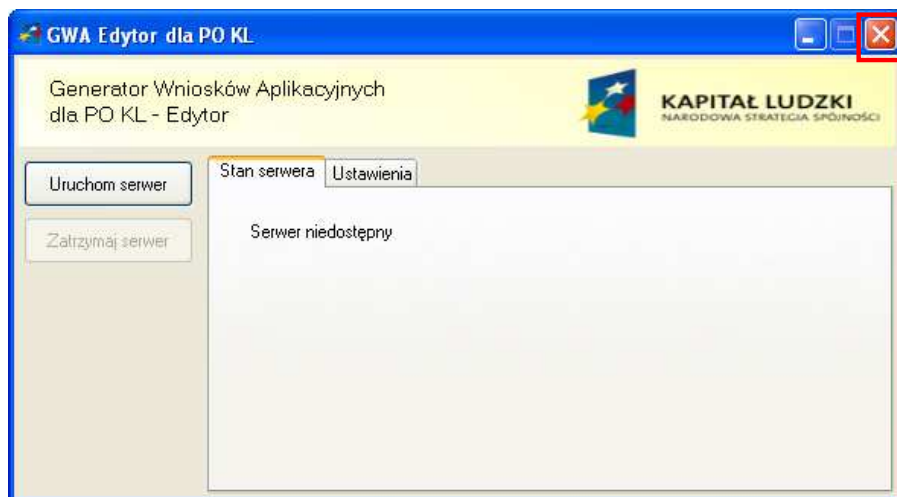 GWA Edytor dla PO KL
Generator Wniosków Aplikacyjnych
dla PO KL - Edytor
KAPITAŁ LUDZKI
NARODOWA STRATEGIA SPÓJNOŚCI
Uruchom serwer
Stan serwera
Ustawienia
Zatrzymaj serwer
Serwer niedostępny